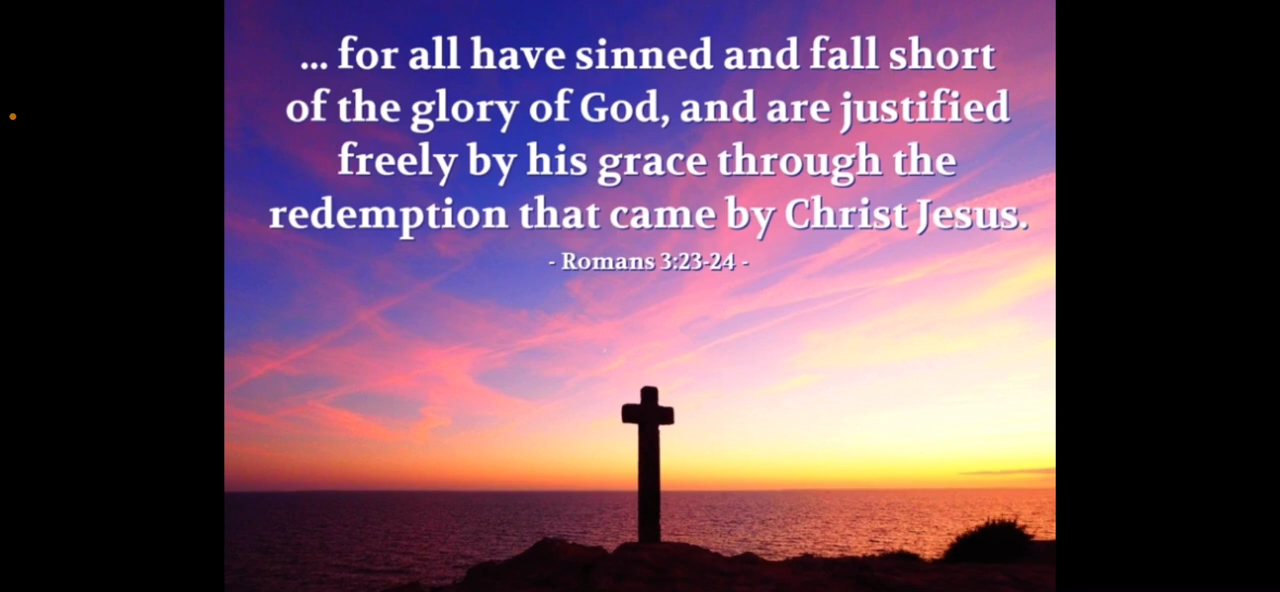 ... for all have sinned and fall short
of the glory of God, and are justified
freely by his grace through the
redemption that came by Christ Jesus.
- Romans 3:23-24 -